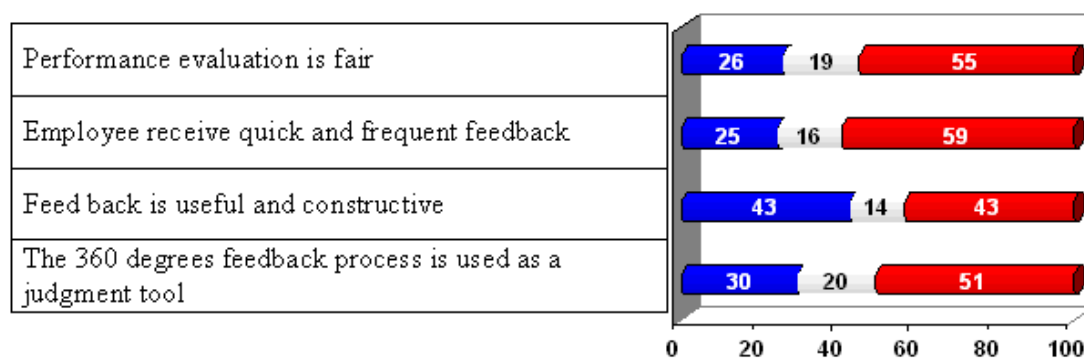 Performance evaluation is fair
26 19 55
Employee receive quick and frequent feedback
25 16 59
Feed back is useful and constructive
43 14 43
The 360 degrees feedback process is used as a
judgment tool
30 20 51
0 20 40 60 80 100